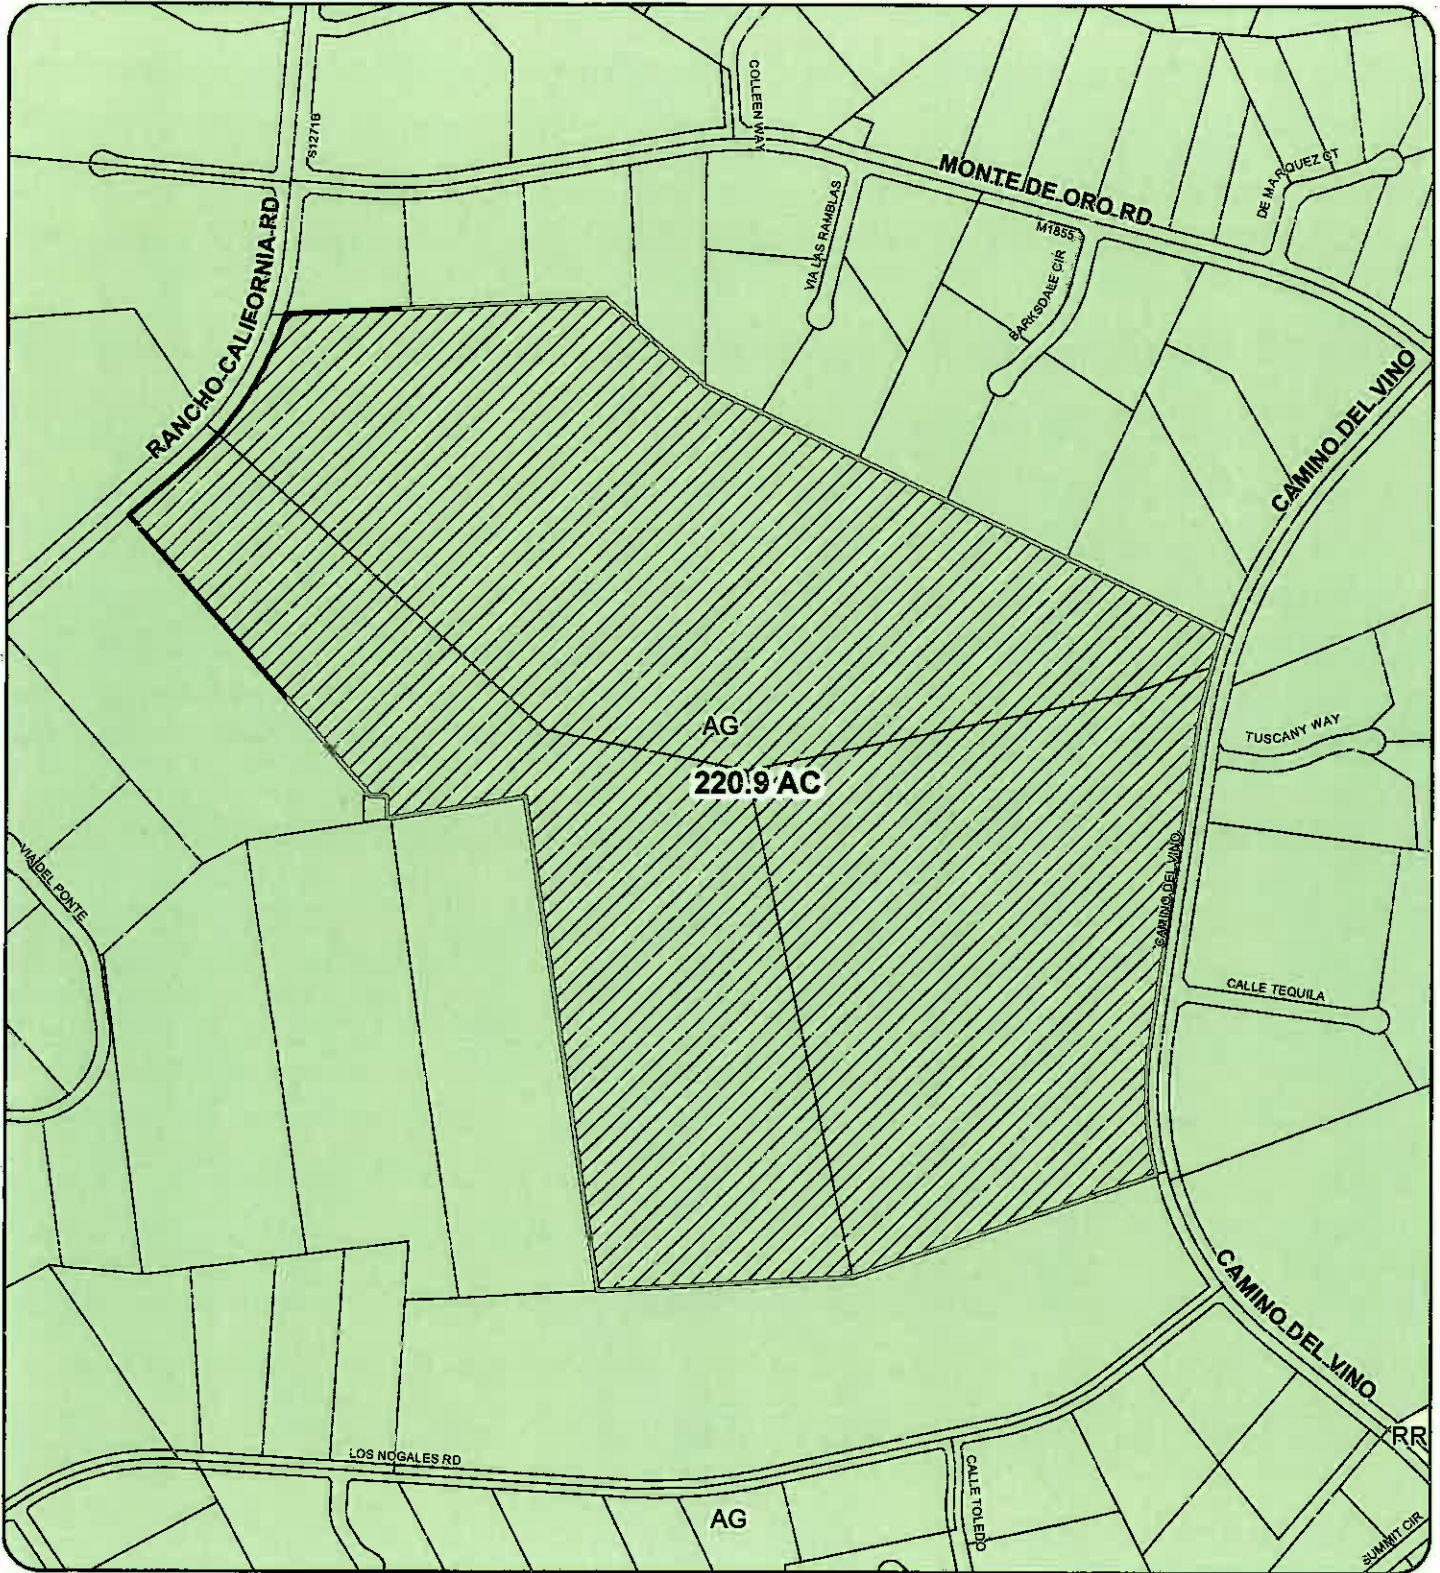 COLLEEN WAY
S1271B
MONTE DE ORO RD
DE MARQUEZ CT
VIA LAS RAMBLAS
M1855
BARKSDALE CIR
RANCHO CALIFORNIA RD
CAMINO DEL VINO
AG
220.9 AC
TUSCANY WAY
VIA DEL PONTE
CAMINO DEL VINO
CALLE TEQUILA
CAMINO DEL VINO
RR
LOS NOGALES RD
AG
CALLE TOLEDO
SUMMIT CIR